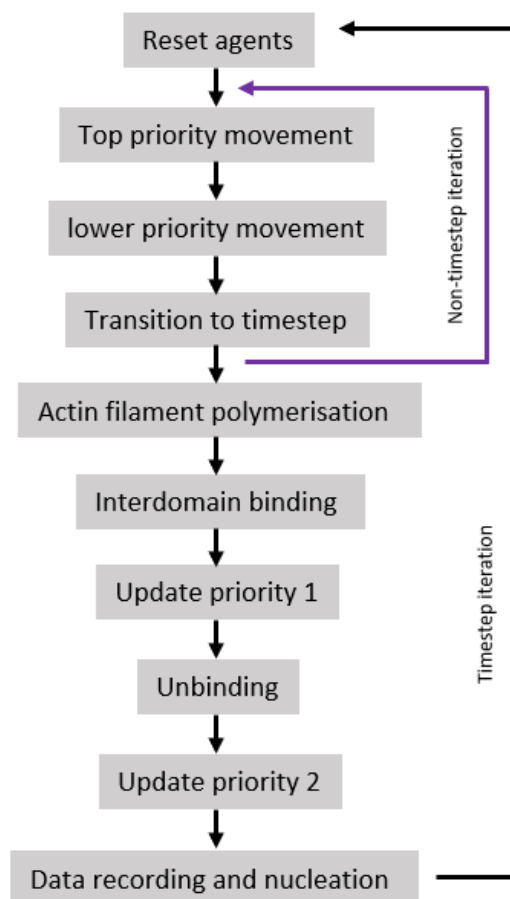 Reset agents
Top priority movement
lower priority movement
Transition to timestep
Non-timestep iteration
Actin filament polymerisation
Interdomain binding
Update priority 1
Unbinding
Update priority 2
Data recording and nucleation
Timestep iteration